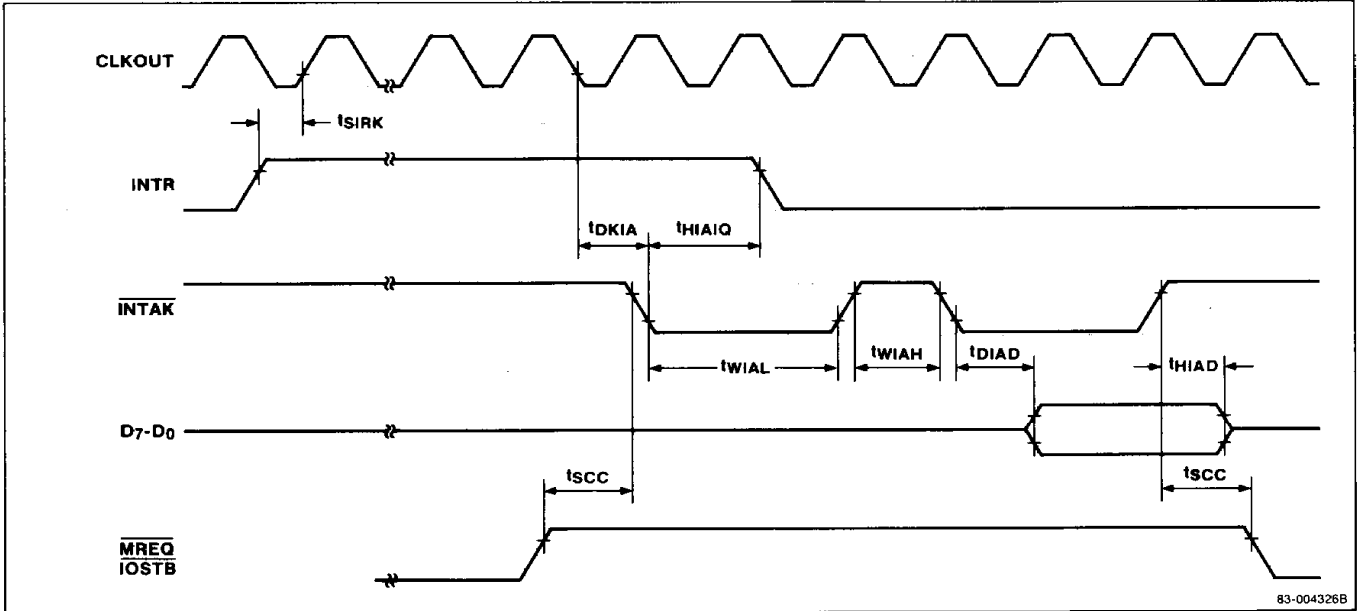 CLKOUT
tSIRK
INTR
tDKIA
tHIAIQ
INTAK
tWIAL
tWIAH
tDIAD
tHIAD
D7-D0
tSCC
tSCC
MREQ
IOSTB
83-004326B